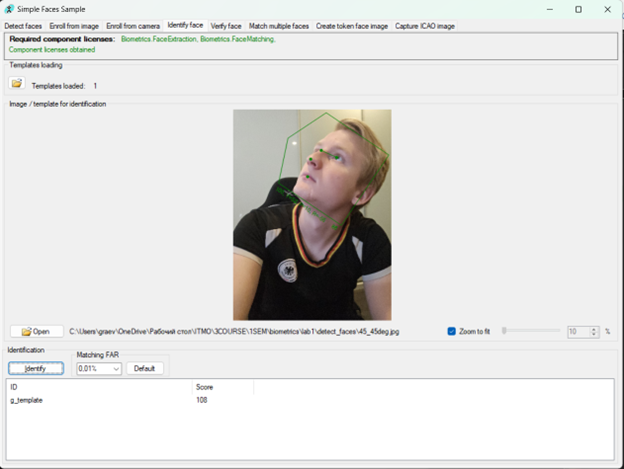 Simple Faces Sample
Detect faces Enroll from image Enroll from camera Identify face Verify face Match multiple faces Create token face image Capture ICAO image
Required component licenses: Biometrics.FaceExtraction, Biometrics.FaceMatching,
Component licenses obtained
Templates loading
Templates loaded: 1
Image / template for identification
Open C:\Users\graev\OneDrive\Рабочий стол\ITMO\3COURSE\1SEM\biometrics\lab1\detect_faces\45_45deg.jpg Zoom to fit 10 %
Identification
Matching FAR
Identify 0,01% Default
ID Score
g_template 108